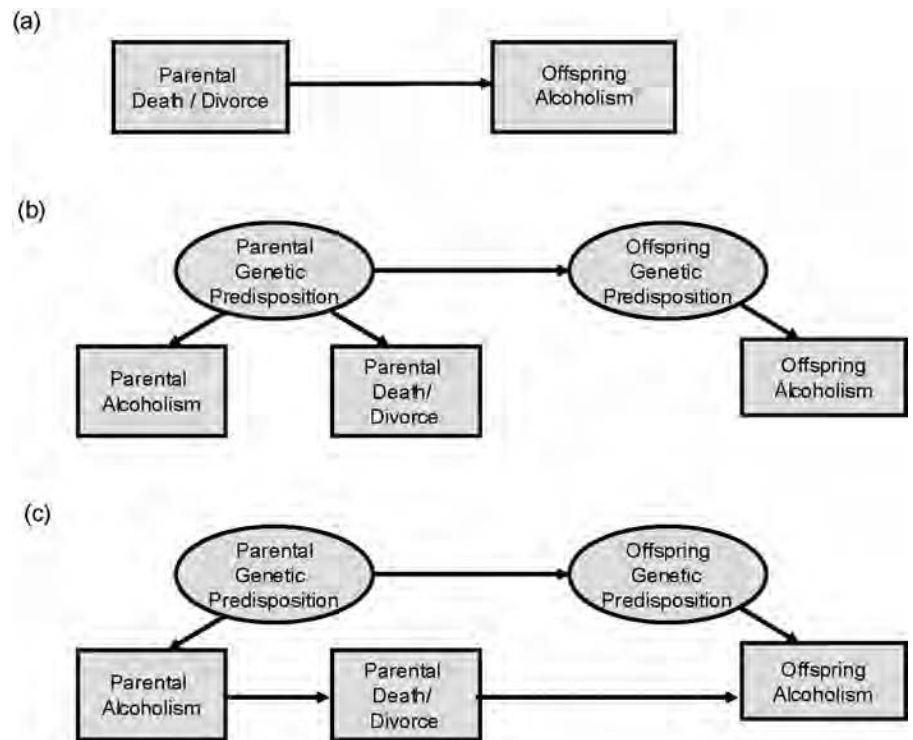 (a)
Parental
Death / Divorce
Offspring
Alcoholism
(b)
Parental
Genetic
Predisposition
Offspring
Genetic
Predisposition
Parental
Alcoholism
Parental
Death/
Divorce
Offspring
Alcoholism
(c)
Parental
Genetic
Predisposition
Offspring
Genetic
Predisposition
Parental
Alcoholism
Parental
Death/
Divorce
Offspring
Alcoholism